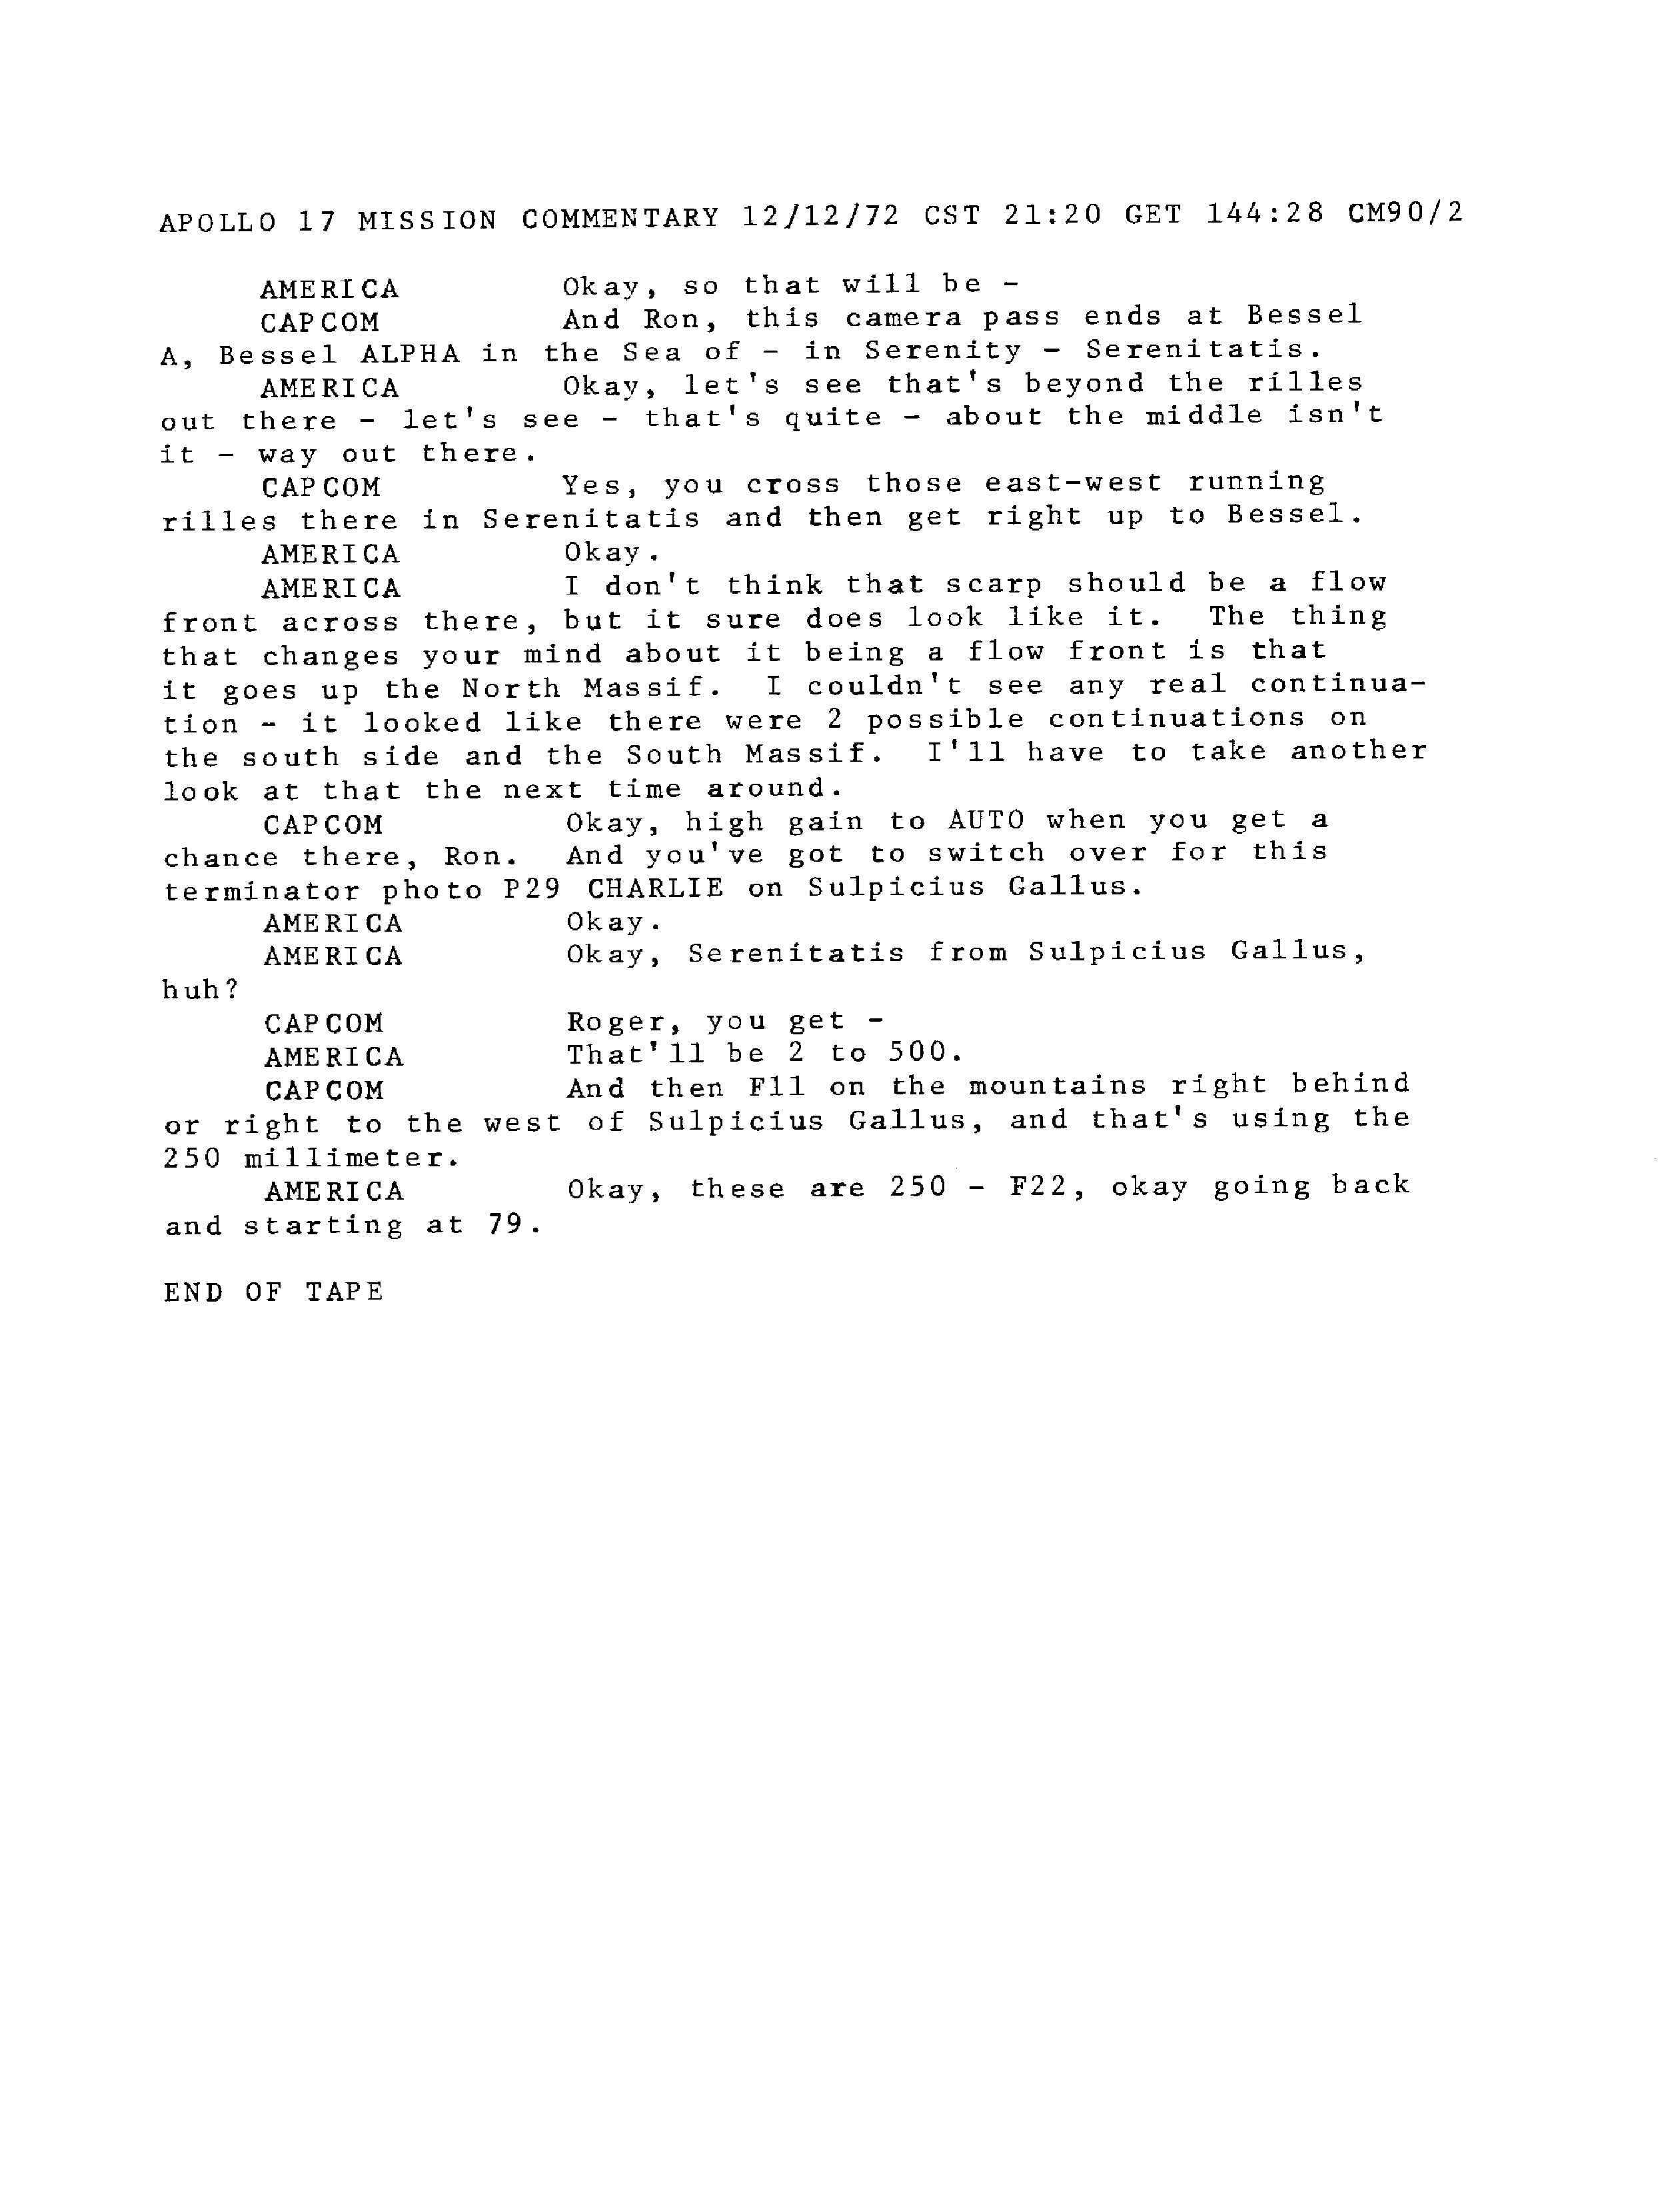 APOLLO 17 MISSION COMMENTARY 12/12/72 CST 21:20 GET 144:28 CM90/2
AMERICA Okay, so that will be -
CAPCOM And Ron, this camera pass ends at Bessel
A, Bessel ALPHA in the Sea of - in Serenity - Serenitatis.
AMERICA Okay, let's see that's beyond the rilles
out there - let's see - that's quite - about the middle isn't
it - way out there.
CAPCOM Yes, you cross those east-west running
rilles there in Serenitatis and then get right up to Bessel.
AMERICA Okay.
AMERICA I don't think that scarp should be a flow
front across there, but it sure does look like it. The thing
that changes your mind about it being a flow front is that
it goes up the North Massif. I couldn't see any real continua-
tion - it looked like there were 2 possible continuations on
the south side and the South Massif. I'll have to take another
look at that the next time around.
CAPCOM Okay, high gain to AUTO when you get a
chance there, Ron. And you've got to switch over for this
terminator photo P29 CHARLIE on Sulpicius Gallus.
AMERICA Okay.
AMERICA Okay, Serenitatis from Sulpicius Gallus,
huh?
CAPCOM Roger, you get -
AMERICA That'll be 2 to 500.
CAPCOM And then F11 on the mountains right behind
or right to the west of Sulpicius Gallus, and that's using the
250 millimeter.
AMERICA Okay, these are 250 - F22, okay going back
and starting at 79.
END OF TAPE